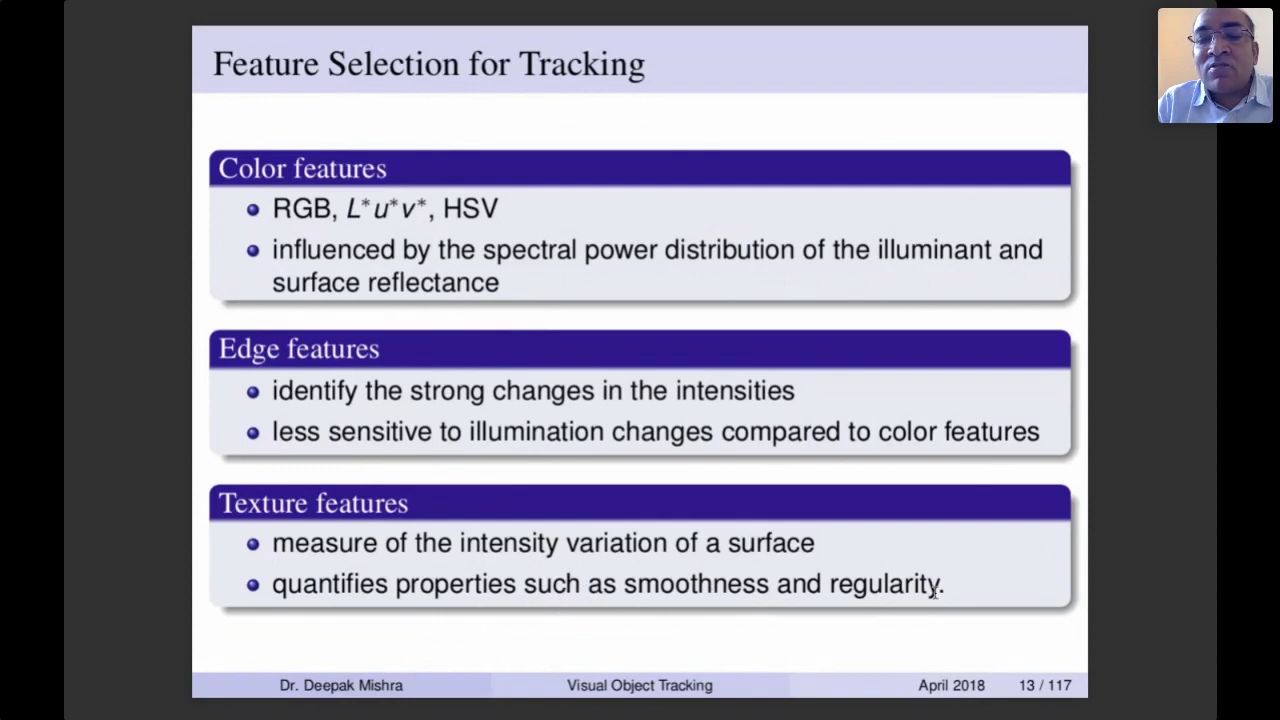 Feature Selection for Tracking
Color features
RGB, L*u*v*, HSV
influenced by the spectral power distribution of the illuminant and
surface reflectance
Edge features
identify the strong changes in the intensities
less sensitive to illumination changes compared to color features
Texture features
measure of the intensity variation of a surface
quantifies properties such as smoothness and regularity.
Dr. Deepak Mishra Visual Object Tracking April 2018 13 / 117